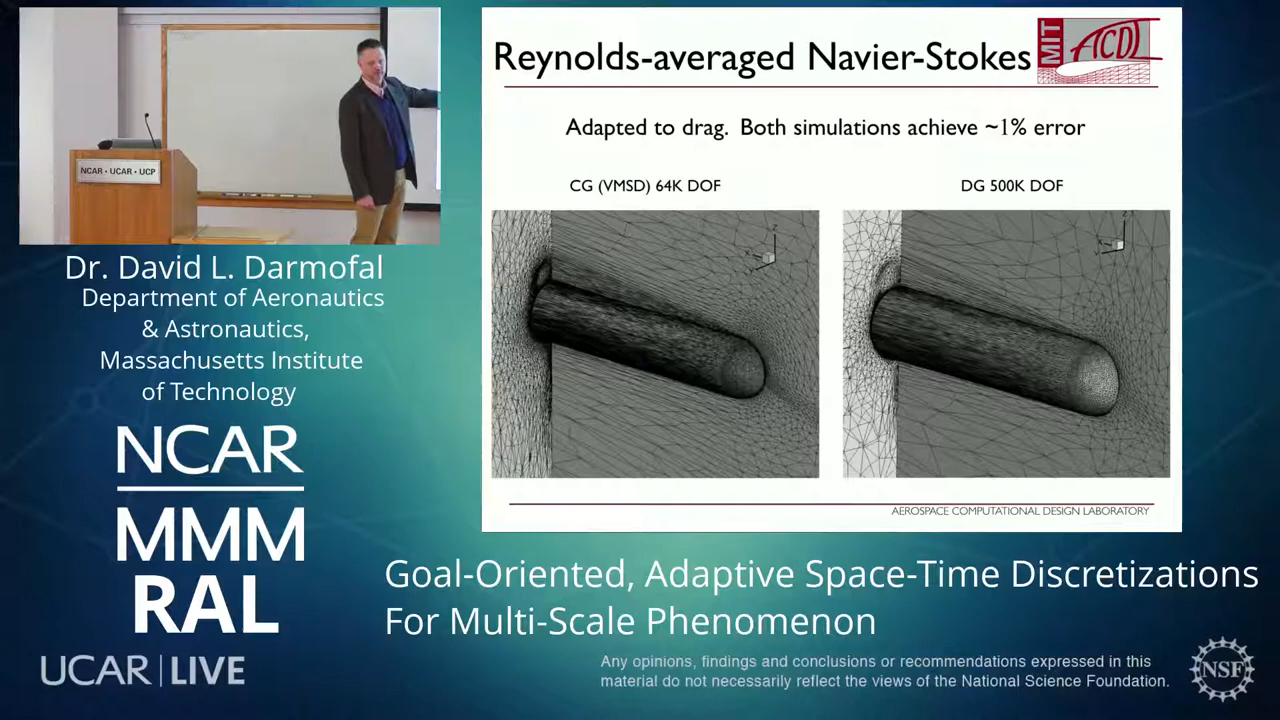 NCAR • UCAR • UCP
Dr. David L. Darmofal
Department of Aeronautics
& Astronautics,
Massachusetts Institute
of Technology
NCAR
MMM
RAL
UCAR | LIVE
Reynolds-averaged Navier-Stokes
MIT ACDL
Adapted to drag. Both simulations achieve ~1% error
CG (VMSD) 64K DOF
DG 500K DOF
AEROSPACE COMPUTATIONAL DESIGN LABORATORY
Goal-Oriented, Adaptive Space-Time Discretizations
For Multi-Scale Phenomenon
Any opinions, findings and conclusions or recommendations expressed in this
material do not necessarily reflect the views of the National Science Foundation.
NSF